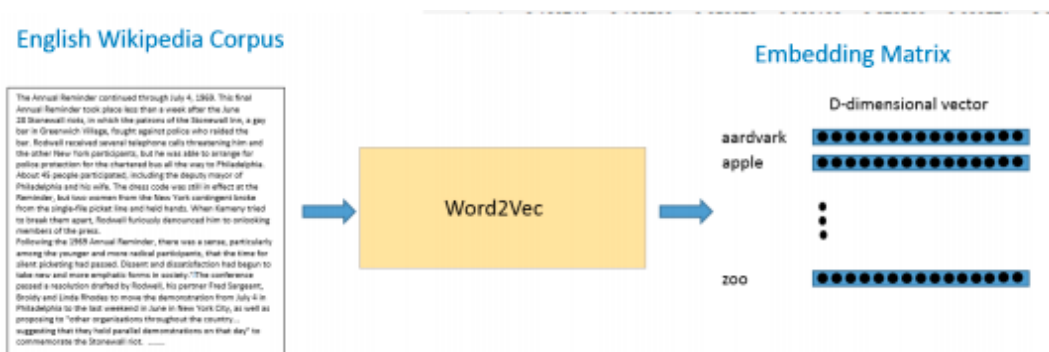 English Wikipedia Corpus
The Annual Reminder continued through July 4, 1969. This final
Annual Reminder took place less than a week after the June
28 Stonewall riots, in which the patrons of the Stonewall Inn, a gay
bar in Greenwich Village, fought against police who raided the
bar. Rodwell received several telephone calls threatening him and
the other New York participants, but he was able to arrange for
police protection for the chartered bus all the way to Philadelphia.
About 45 people participated, including the deputy mayor of
Philadelphia and his wife. The dress code was still in effect at the
Reminder, but two women from the New York contingent broke
from the single-file picket line and held hands. When Kameny tried
to break them apart, Rodwell furiously denounced him to onlooking
members of the press.
Following the 1969 Annual Reminder, there was a sense, particularly
among the younger and more radical participants, that the time for
silent picketing had passed. Dissent and dissatisfaction had begun to
take new and more emphatic forms in society."The conference
passed a resolution drafted by Rodwell, his partner Fred Sargeant,
Broidy and Linda Rhodes to move the demonstration from July 4 in
Philadelphia to the last weekend in June in New York City, as well as
proposing to "other organizations throughout the country...
suggesting that they hold parallel demonstrations on that day" to
commemorate the Stonewall riot. ......
Word2Vec
Embedding Matrix
D-dimensional vector
aardvark
apple
zoo